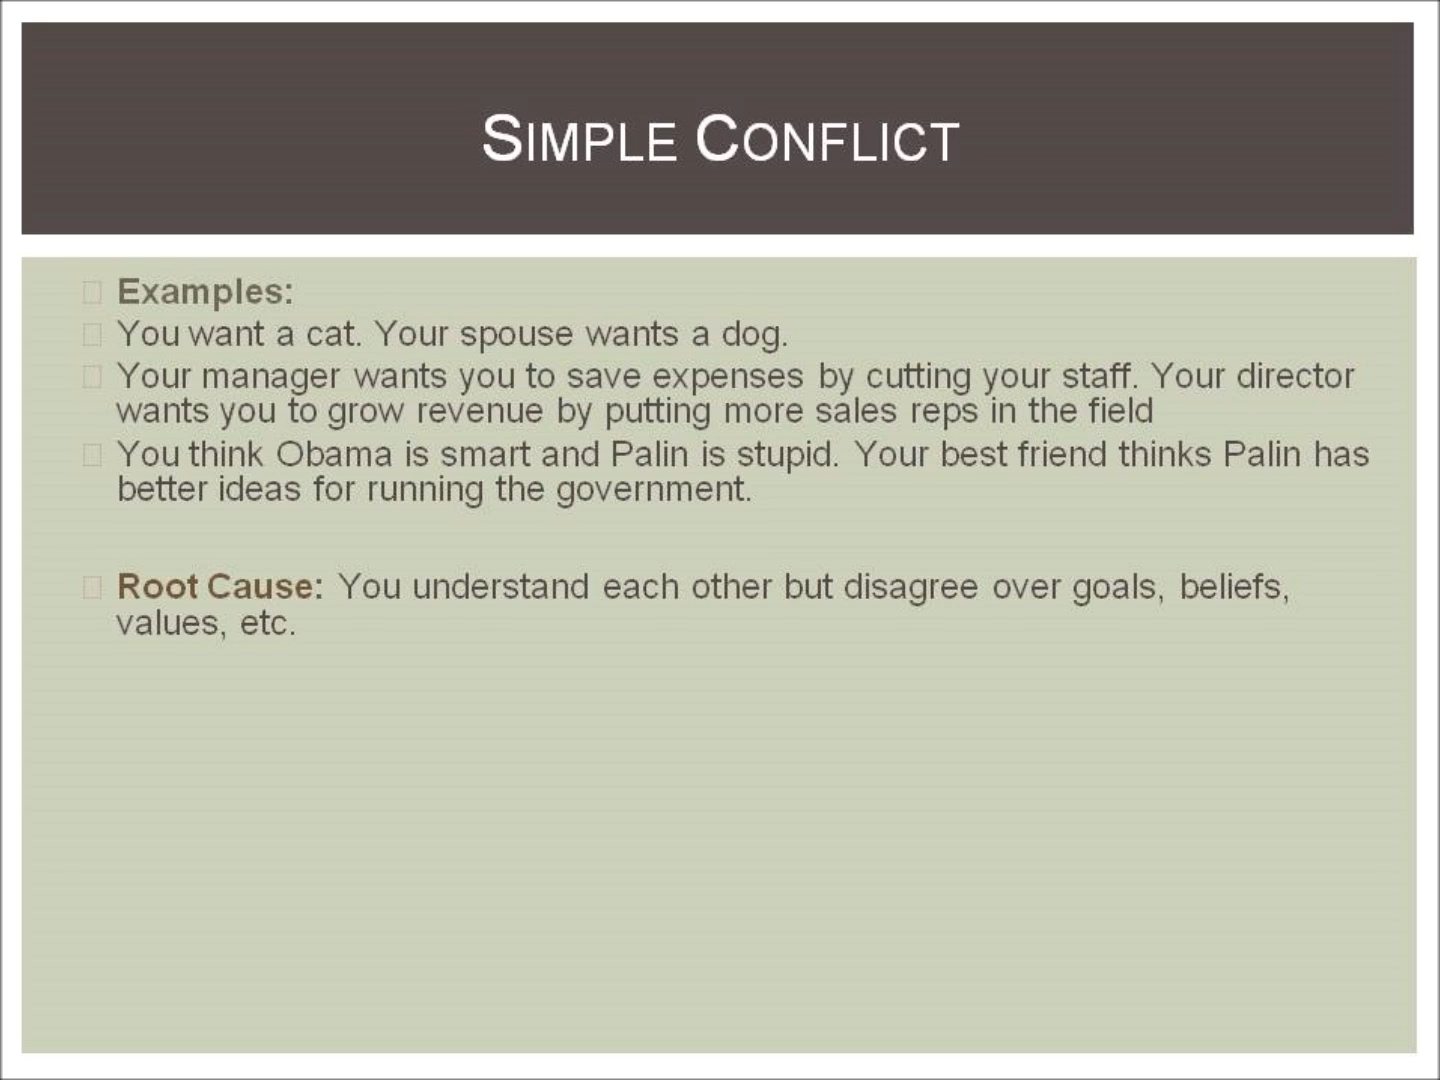 SIMPLE CONFLICT
Examples:
You want a cat. Your spouse wants a dog.
Your manager wants you to save expenses by cutting your staff. Your director
wants you to grow revenue by putting more sales reps in the field
You think Obama is smart and Palin is stupid. Your best friend thinks Palin has
better ideas for running the government.
Root Cause: You understand each other but disagree over goals, beliefs,
values, etc.